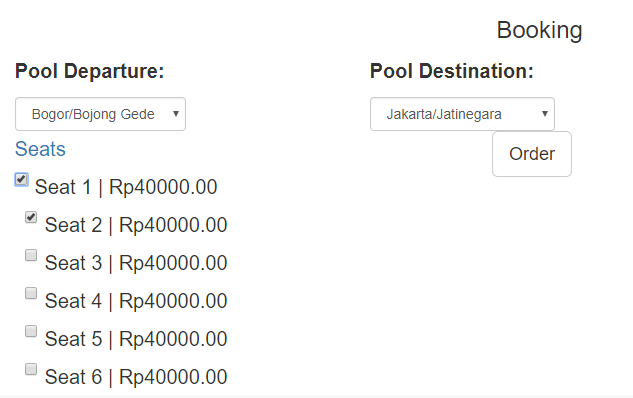 Booking
Pool Departure: Pool Destination:
Bogor/Bojong Gede Jakarta/Jatinegara
Seats Order
Seat 1 | Rp40000.00
Seat 2 | Rp40000.00
Seat 3 | Rp40000.00
Seat 4 | Rp40000.00
Seat 5 | Rp40000.00
Seat 6 | Rp40000.00